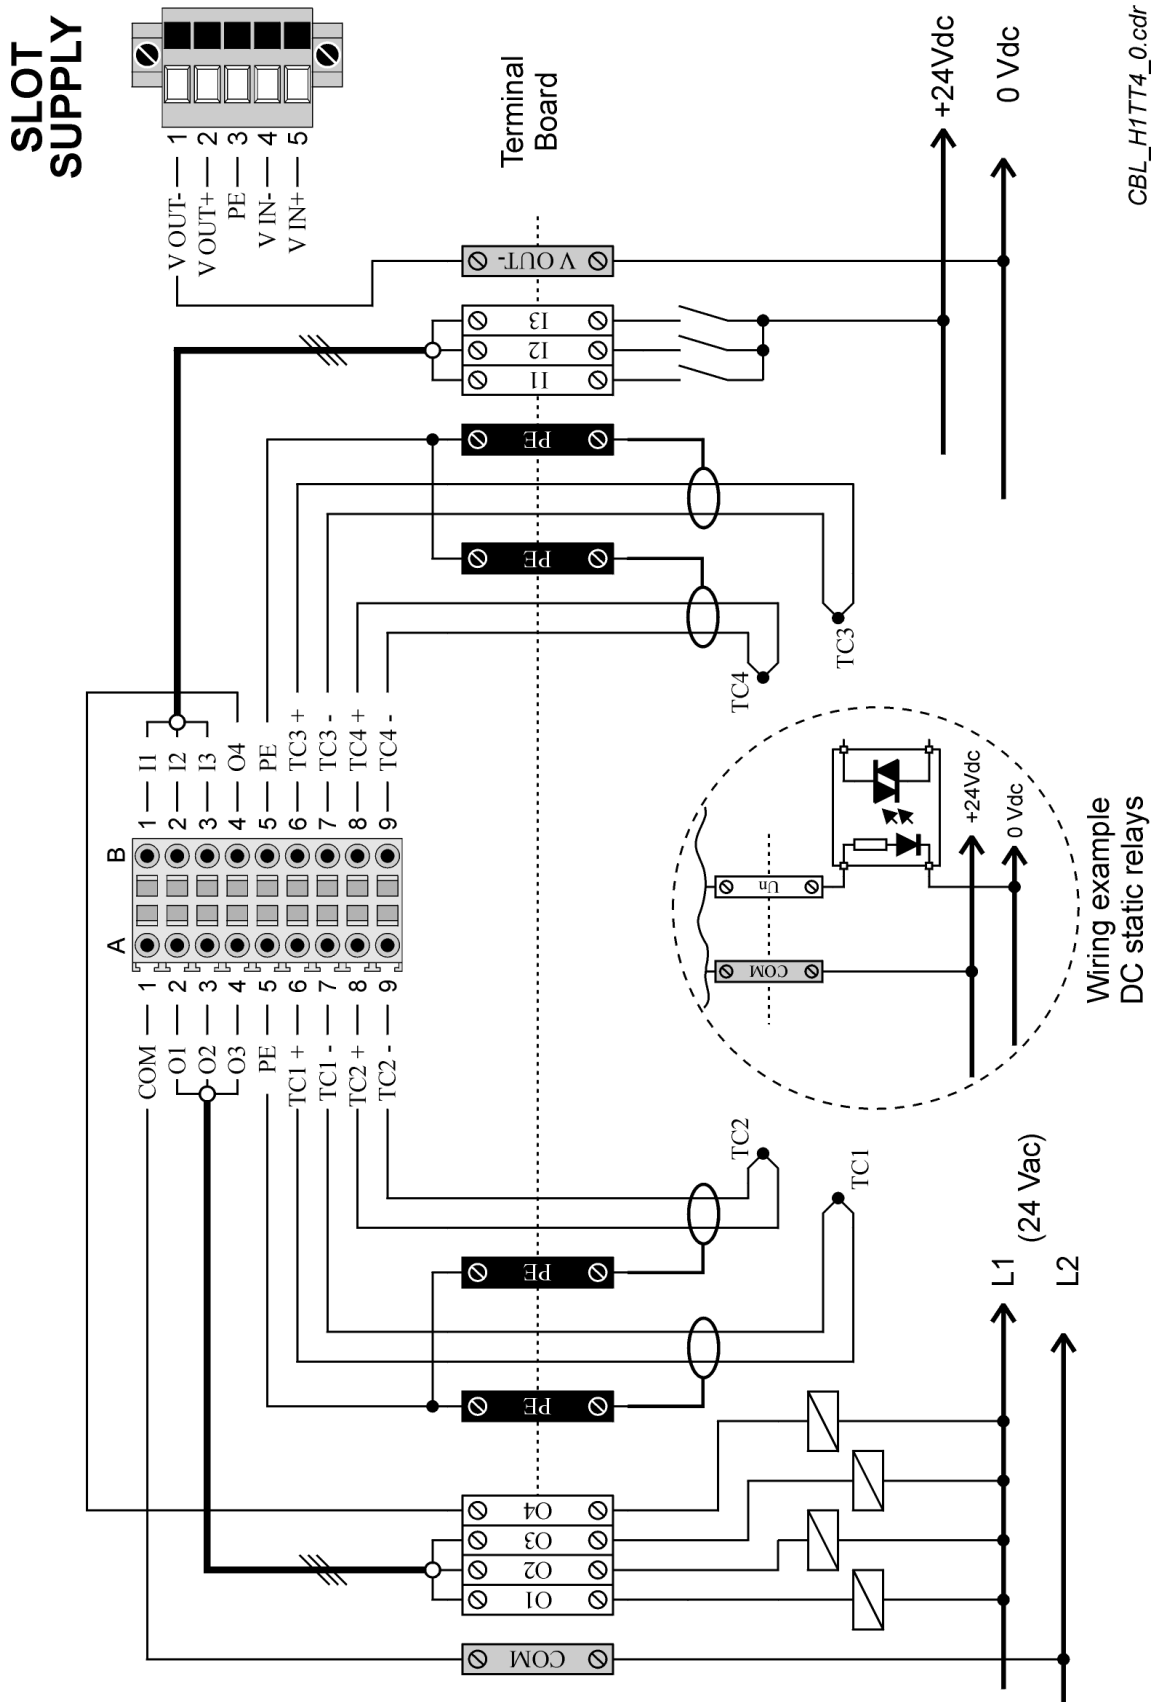 SLOT
SUPPLY
1
2
3
4
5
V OUT-
V OUT+
PE
V IN-
V IN+
Terminal
Board
+24Vdc
0 Vdc
CBL_H1TT4_0.cdr
V OUT-
I3
I2
I1
PE
PE
I1
I2
I3
O4
PE
TC3 +
TC3 -
TC4 +
TC4 -
TC4
TC3
1
2
3
4
5
6
7
8
9
B
A
1
2
3
4
5
6
7
8
9
COM
O1
O2
O3
PE
TC1 +
TC1 -
TC2 +
TC2 -
Un
COM
+24Vdc
0 Vdc
Wiring example
DC static relays
TC2
TC1
PE
PE
L1
(24 Vac)
L2
O4
O3
O2
O1
COM